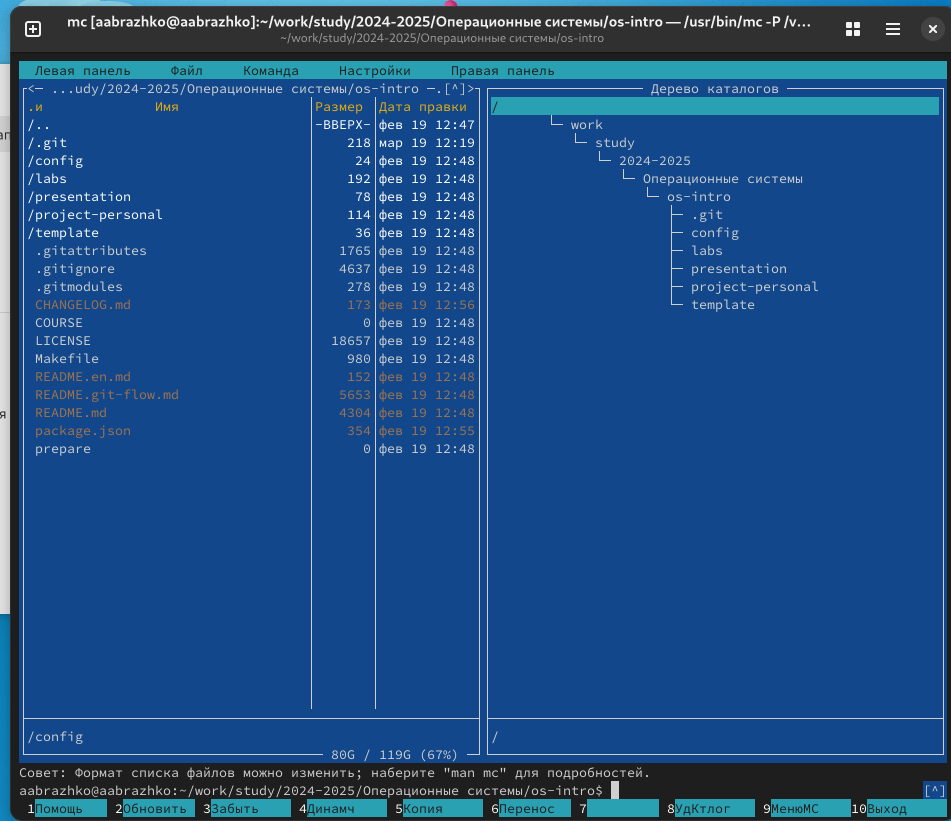 mc [aabrazhko@aabrazhko]:~/work/study/2024-2025/Операционные системы/os-intro — /usr/bin/mc -P /v…
~/work/study/2024-2025/Операционные системы/os-intro
Левая панель Файл Команда Настройки Правая панель
<— ...udy/2024-2025/Операционные системы/os-intro —.[^]>
.и Имя Размер Дата правки
/.. -ВВЕРХ- фев 19 12:47
/.git 218 мар 19 12:19
/config 24 фев 19 12:48
/labs 192 фев 19 12:48
/presentation 78 фев 19 12:48
/project-personal 114 фев 19 12:48
/template 36 фев 19 12:48
.gitattributes 1765 фев 19 12:48
.gitignore 4637 фев 19 12:48
.gitmodules 278 фев 19 12:48
CHANGELOG.md 173 фев 19 12:56
COURSE 0 фев 19 12:48
LICENSE 18657 фев 19 12:48
Makefile 980 фев 19 12:48
README.en.md 152 фев 19 12:48
README.git-flow.md 5653 фев 19 12:48
README.md 4304 фев 19 12:48
package.json 354 фев 19 12:55
prepare 0 фев 19 12:48
/config
80G / 119G (67%)
Дерево каталогов
/
work
study
2024-2025
Операционные системы
os-intro
.git
config
labs
presentation
project-personal
template
/
Совет: Формат списка файлов можно изменить; наберите "man mc" для подробностей.
aabrazhko@aabrazhko:~/work/study/2024-2025/Операционные системы/os-intro$ [^]
1Помощь 2Обновить 3Забыть 4Динамч 5Копия 6Перенос 7 8УдКтлог 9МенюMC 10Выход